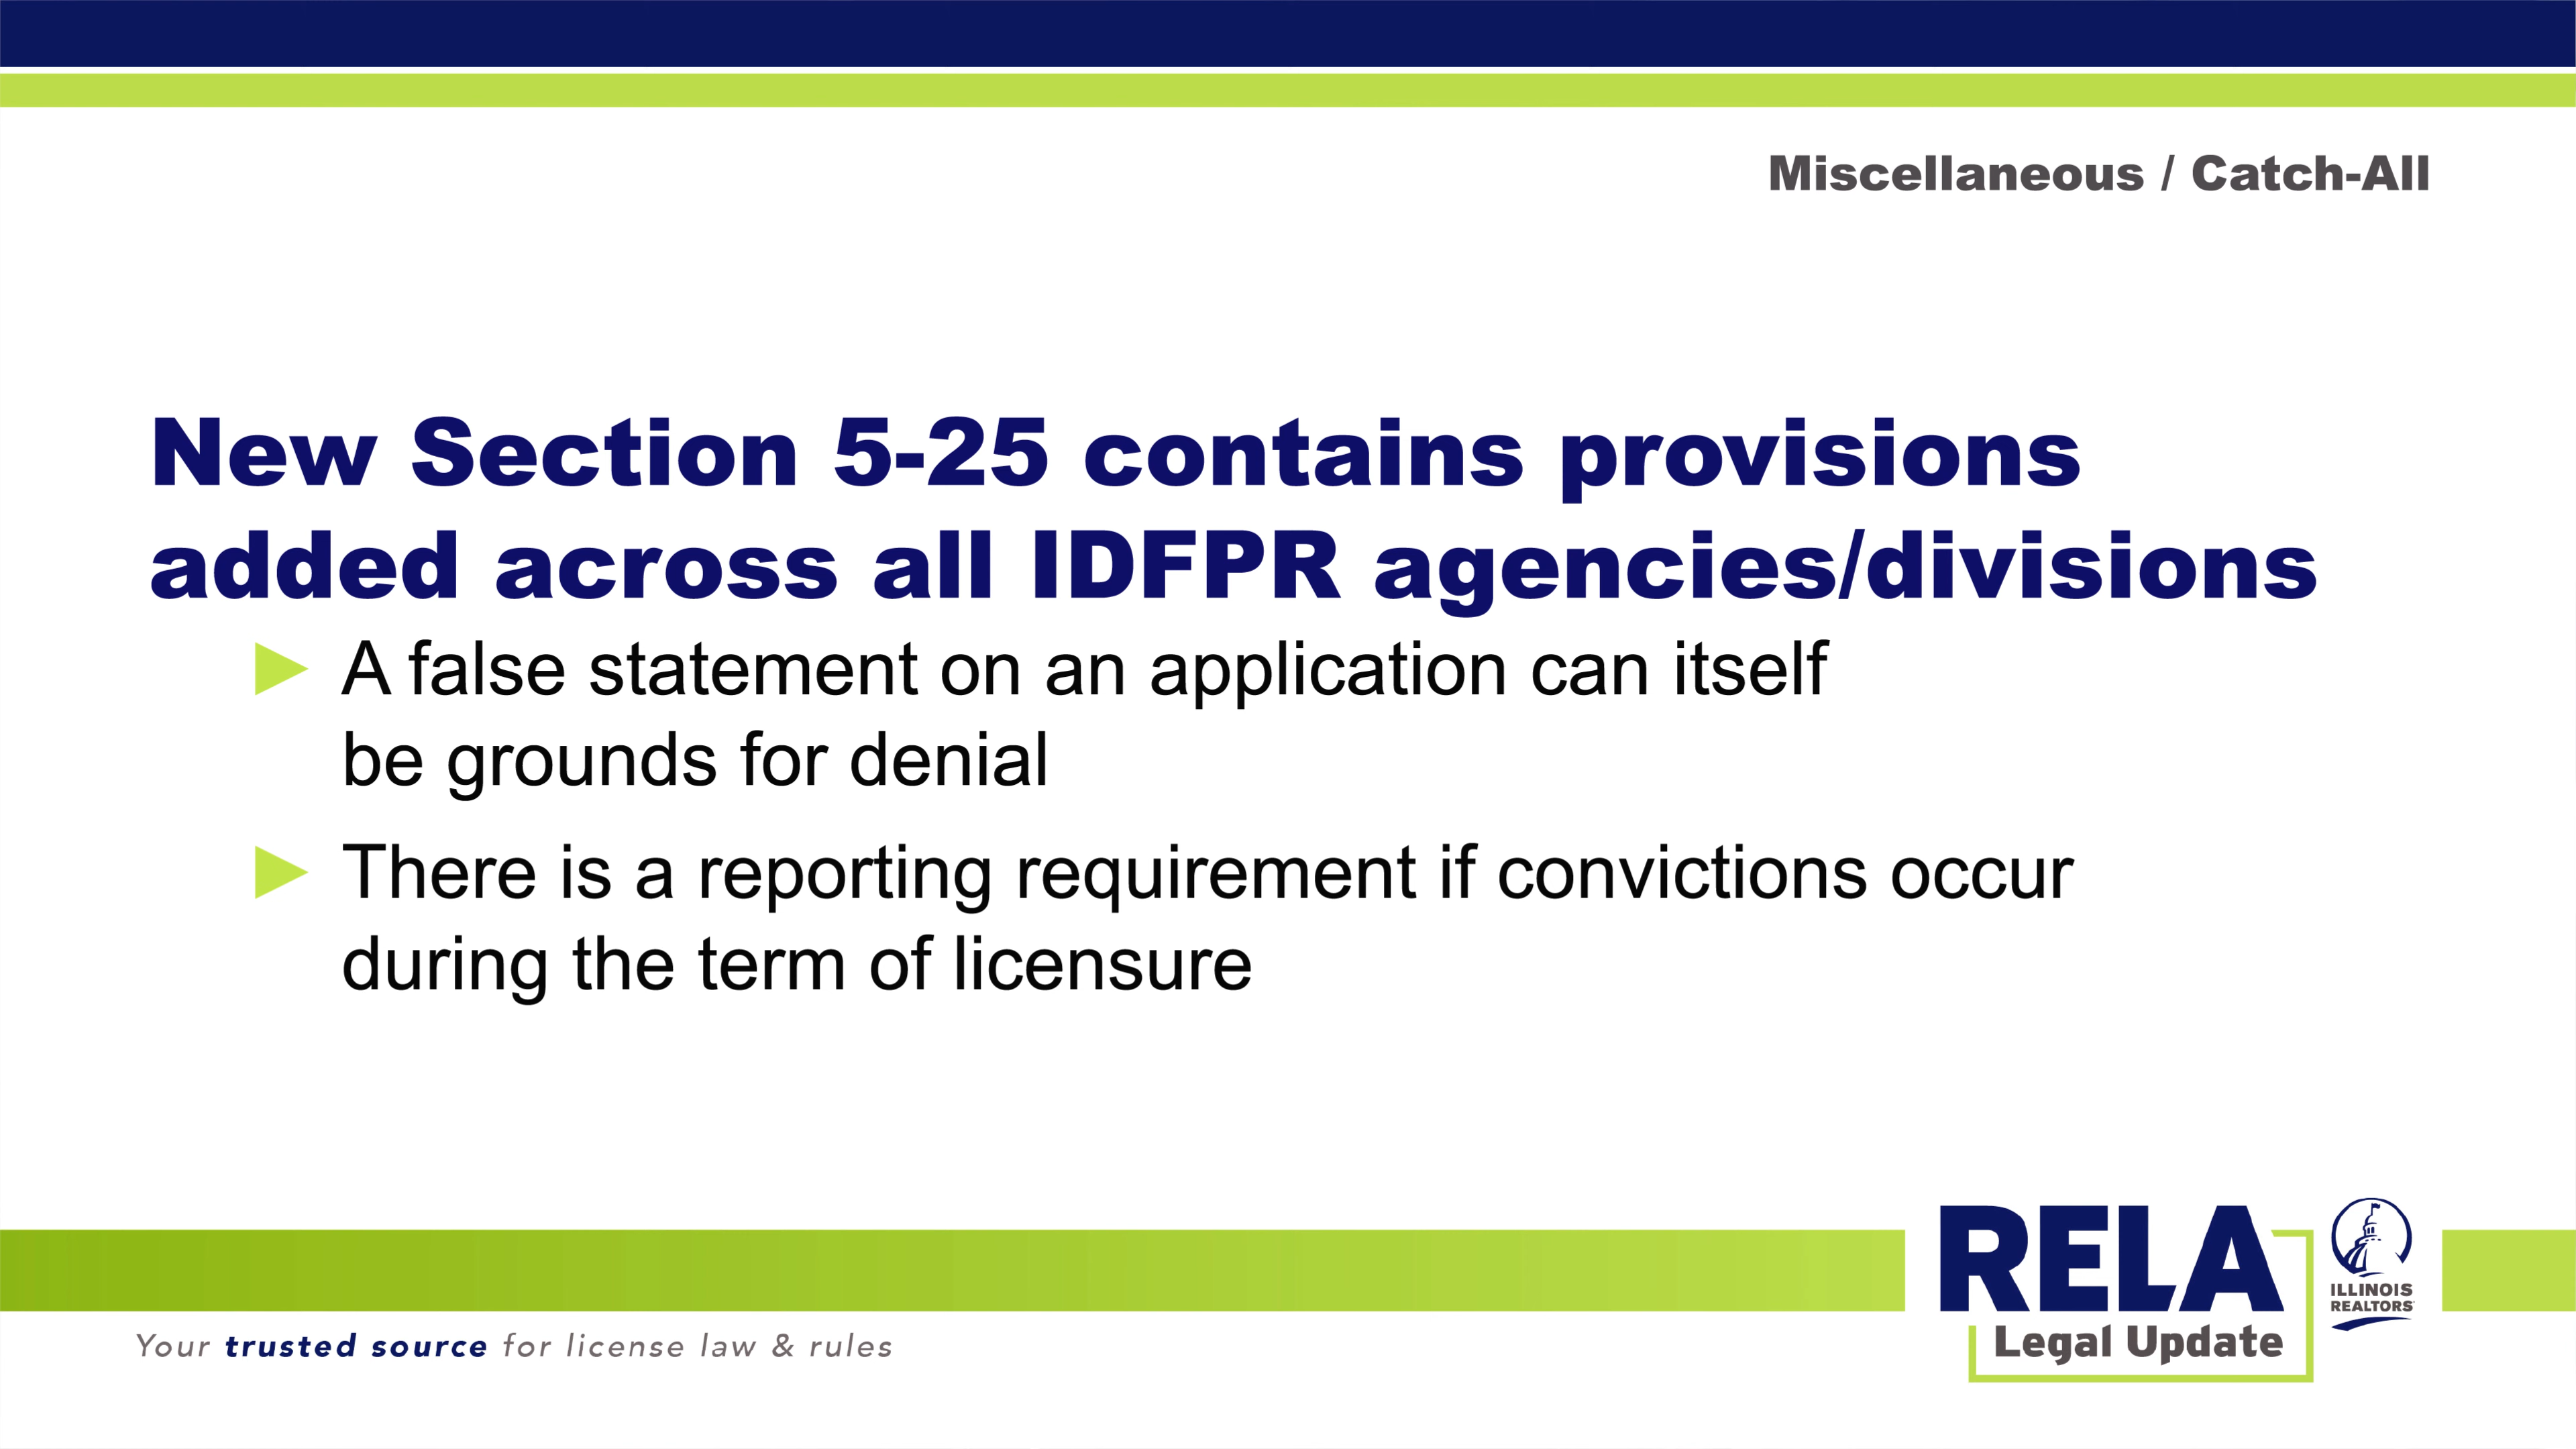 Miscellaneous / Catch-All
New Section 5-25 contains provisions
added across all IDFPR agencies/divisions
A false statement on an application can itself
be grounds for denial
There is a reporting requirement if convictions occur
during the term of licensure
Your trusted source for license law & rules
RELA
Legal Update
ILLINOIS
REALTORS